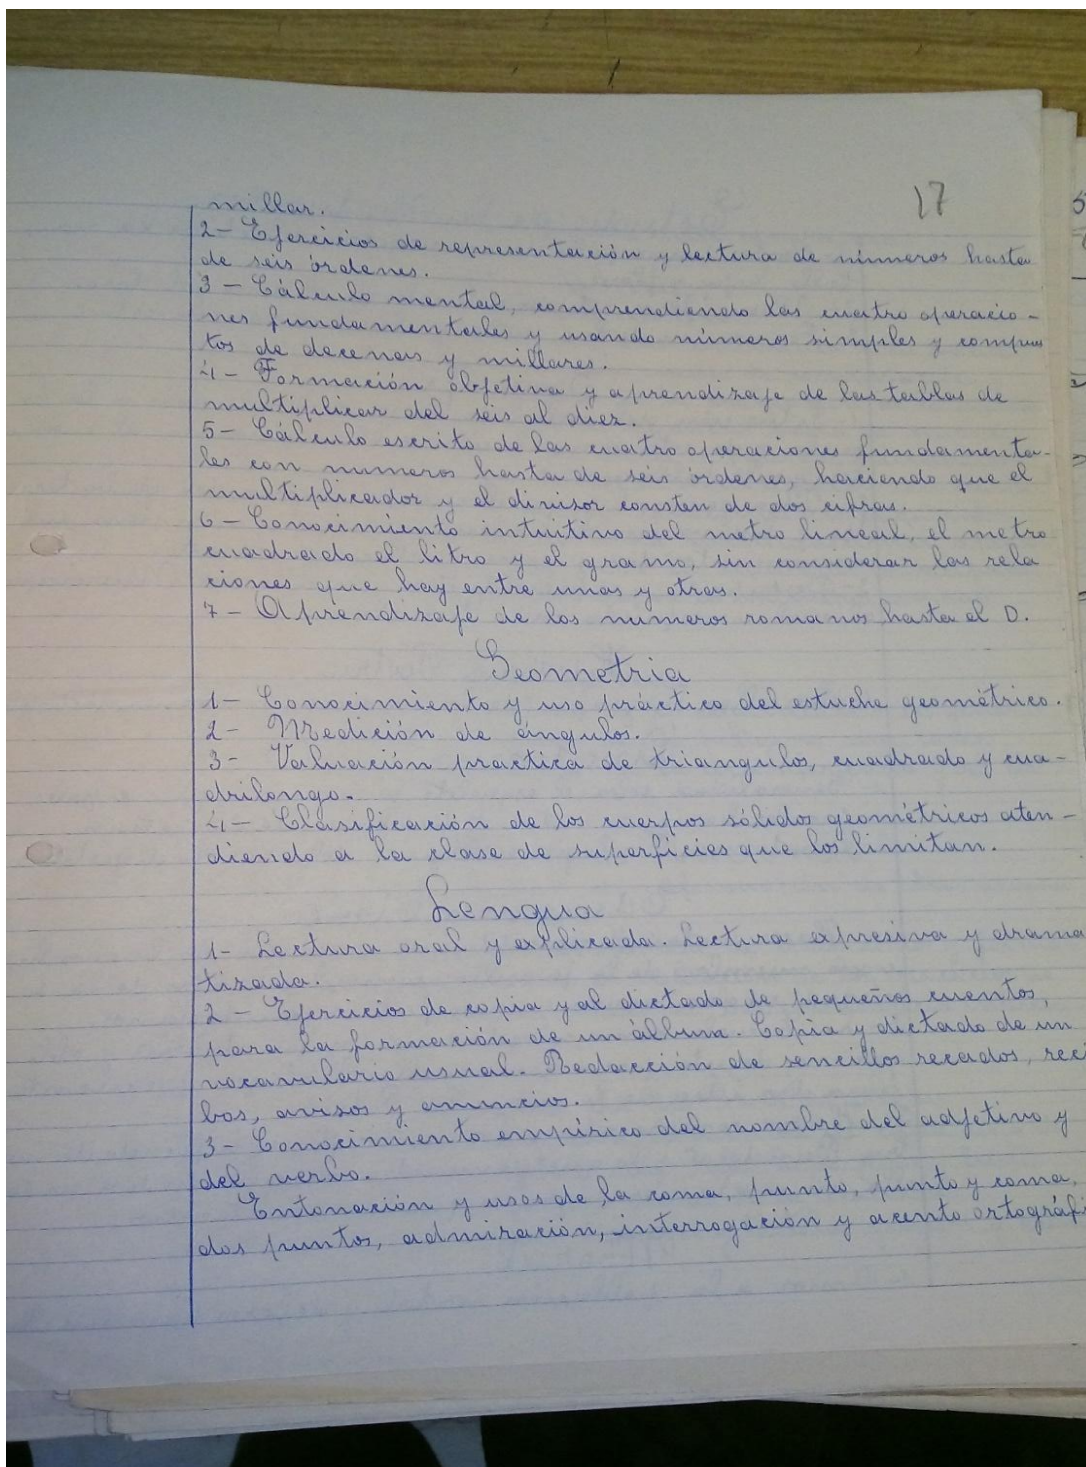 17
millar.
2- Ejercicios de representación y lectura de números hasta
de seis órdenes.
3- Cálculo mental, comprendiendo las cuatro operacio-
nes fundamentales y usando números simples y compues
tos de decenas y millares.
4- Formación objetiva y aprendizaje de las tablas de
multiplicar del seis al diez.
5- Cálculo escrito de las cuatro operaciones fundamenta-
les con numeros hasta de seis órdenes, haciendo que el
multiplicador y el divisor consten de dos cifras.
6- Conocimiento intuitivo del metro lineal, el metro
cuadrado el litro y el gramo, sin considerar las rela
ciones que hay entre unas y otras.
7- Aprendizaje de los numeros romanos hasta el D.
Geometria
1- Conocimiento y uso práctico del estuche geométrico.
2- Medición de ángulos.
3- Valuación practica de triangulos, cuadrado y cua-
drilongo.
4- Clasificación de los cuerpos sólidos geométricos aten-
diendo a la clase de superficies que los limitan.
Lengua
1- Lectura oral y explicada. Lectura expresiva y drama
tizada.
2- Ejercicios de copia y al dictado de pequeños cuentos,
para la formación de un álbum. Copia y dictado de un
vocavulario usual. Redacción de sencillos recados, reci
bos, avisos y anuncios.
3- Conocimiento empírico del nombre del adjetivo y
del verbo.
Entonación y usos de la coma, punto, punto y coma,
dos puntos, admiración, interrogación y acento ortográfi